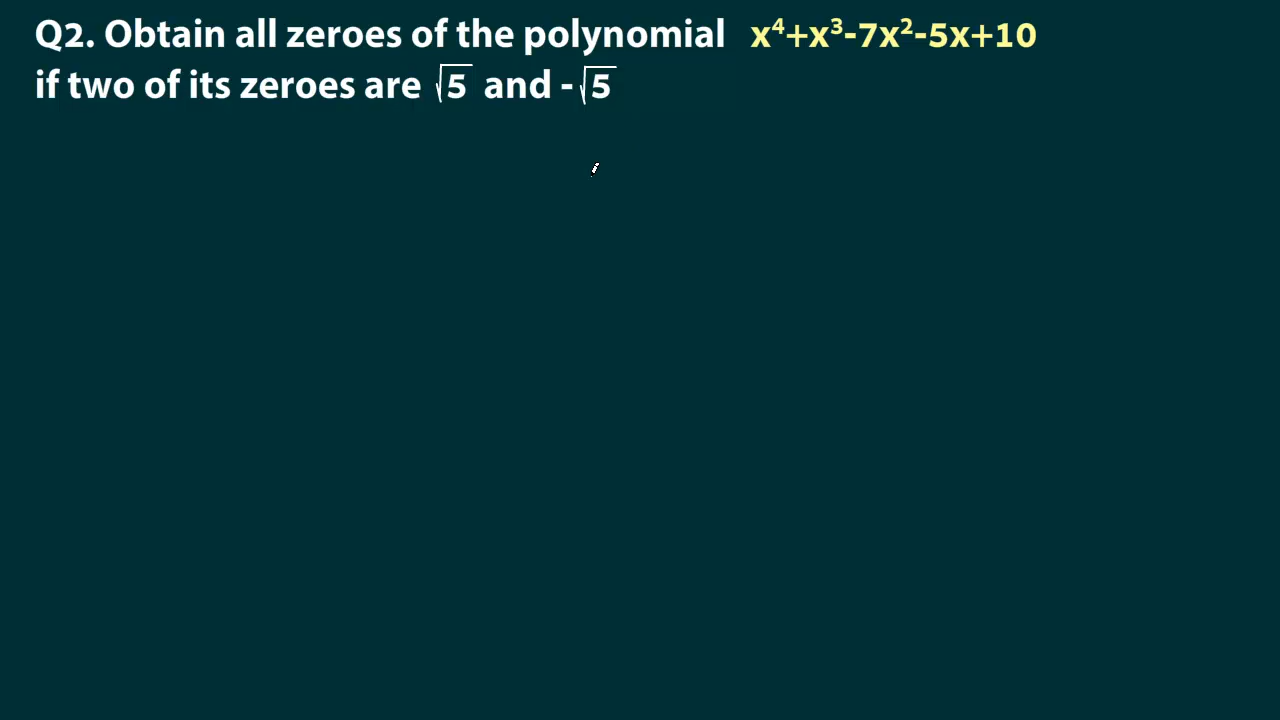 Q2. Obtain all zeroes of the polynomial x⁴+x³-7x²-5x+10
if two of its zeroes are √5 and -√5